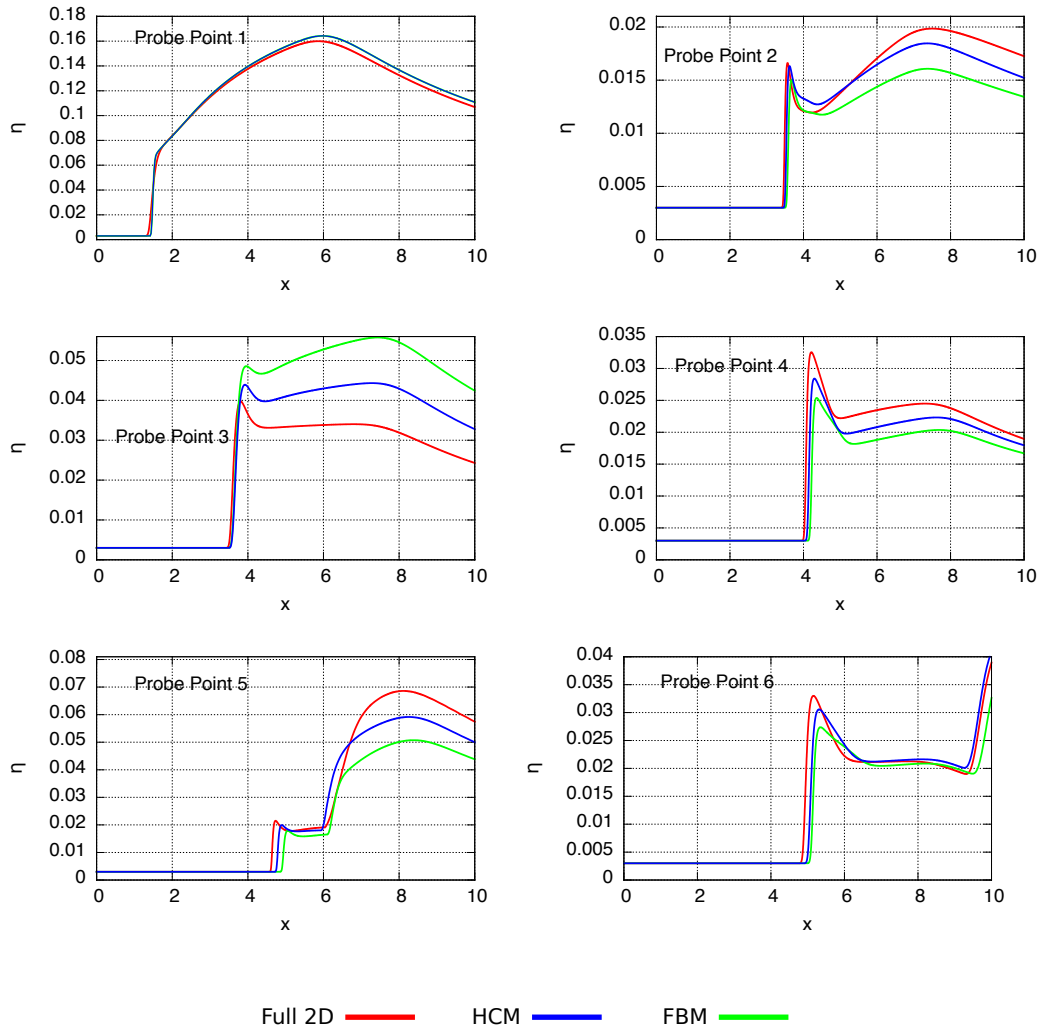 0.18
0.16
0.14
0.12
0.1
0.08
0.06
0.04
0.02
0
η
Probe Point 1
0 2 4 6 8 10
x
0.02
0.015
0.01
0.005
0
η
Probe Point 2
0 2 4 6 8 10
x
0.05
0.04
0.03
0.02
0.01
0
η
Probe Point 3
0 2 4 6 8 10
x
0.035
0.03
0.025
0.02
0.015
0.01
0.005
0
η
Probe Point 4
0 2 4 6 8 10
x
0.08
0.07
0.06
0.05
0.04
0.03
0.02
0.01
0
η
Probe Point 5
0 2 4 6 8 10
x
0.04
0.035
0.03
0.025
0.02
0.015
0.01
0.005
0
η
Probe Point 6
0 2 4 6 8 10
x
Full 2D HCM FBM